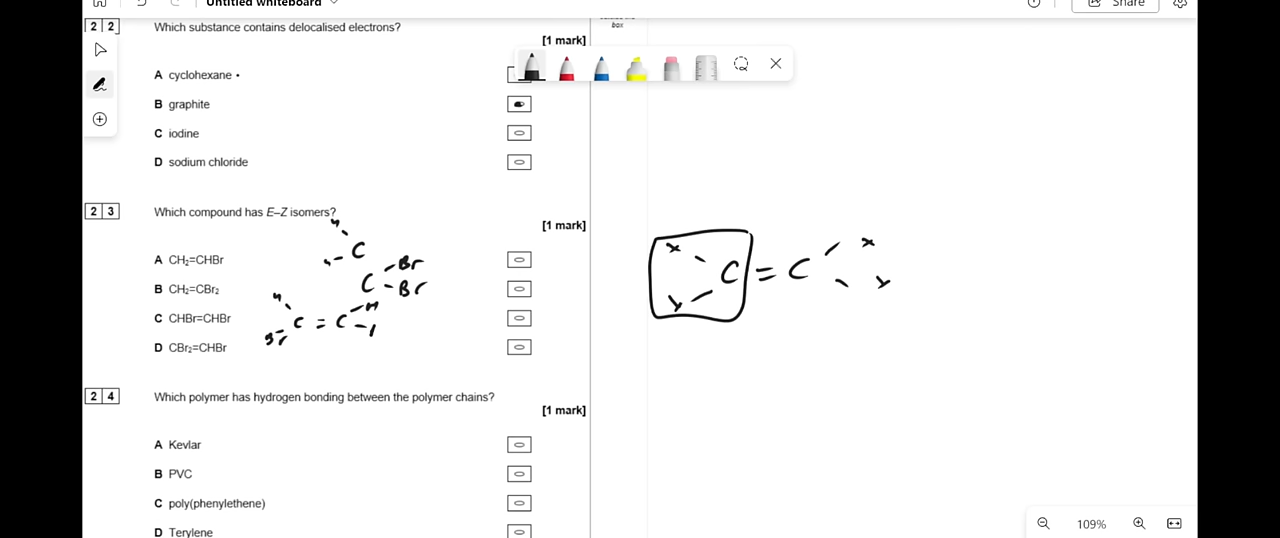 Untitled whiteboard
Share
2 2 Which substance contains delocalised electrons?
box
[1 mark]
A cyclohexane
B graphite
C iodine
D sodium chloride
2 3 Which compound has E–Z isomers?
[1 mark]
H
H C
A CH₂=CHBr
C Br
Br
B CH₂=CBr₂
H
C CHBr=CHBr
Br C = C H
D CBr₂=CHBr
x x
C = C
y y
2 4 Which polymer has hydrogen bonding between the polymer chains?
[1 mark]
A Kevlar
B PVC
C poly(phenylethene)
D Terylene
109%